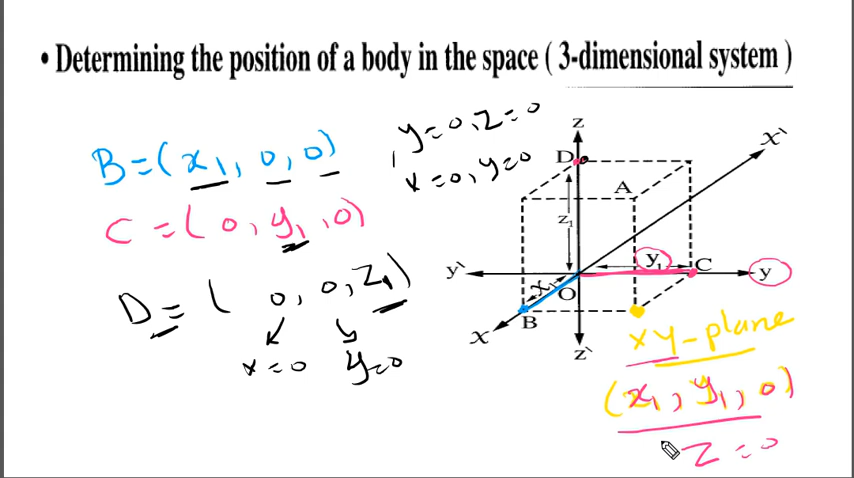 • Determining the position of a body in the space ( 3-dimensional system )
B=(x₁, 0, 0)
, y=0, z=0
C=(0, y₁, 0)
x=0, y=0
D=( 0, 0, z₁)
x=0 y=0
z
x`
D
A
z₁
y₁
C
y`
y
x₁
O
B
x
z`
xy-plane
(x₁, y₁, 0)
z=0